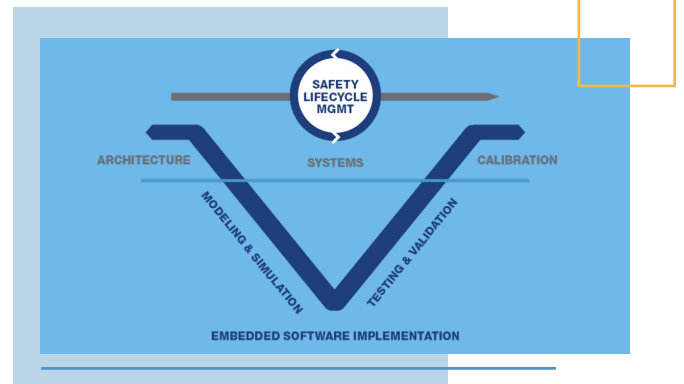 SAFETY
LIFECYCLE
MGMT
ARCHITECTURE
SYSTEMS
CALIBRATION
MODELING & SIMULATION
TESTING & VALIDATION
EMBEDDED SOFTWARE IMPLEMENTATION